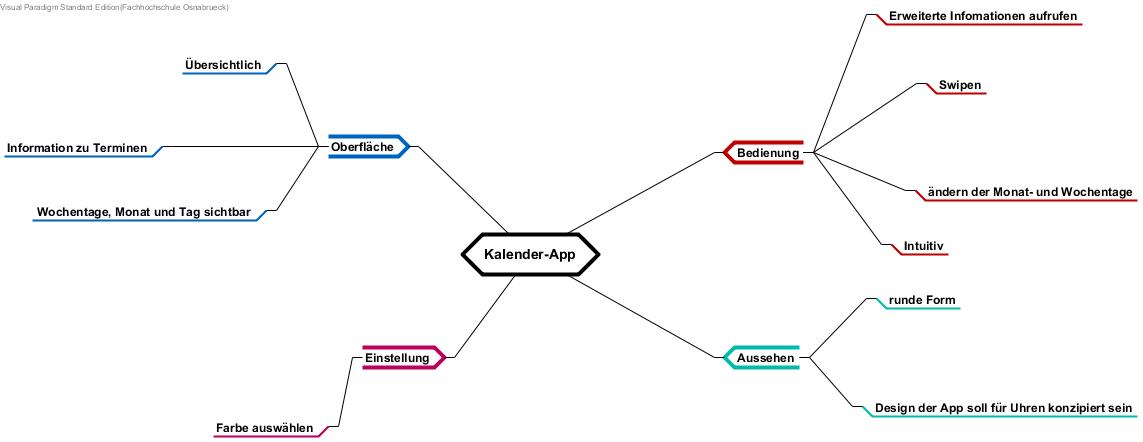 Visual Paradigm Standard Edition(Fachhochschule Osnabrueck)
Erweiterte Infomationen aufrufen
Übersichtlich
Swipen
Information zu Terminen
Oberfläche
Bedienung
ändern der Monat- und Wochentage
Wochentage, Monat und Tag sichtbar
Intuitiv
Kalender-App
runde Form
Einstellung
Aussehen
Design der App soll für Uhren konzipiert sein
Farbe auswählen